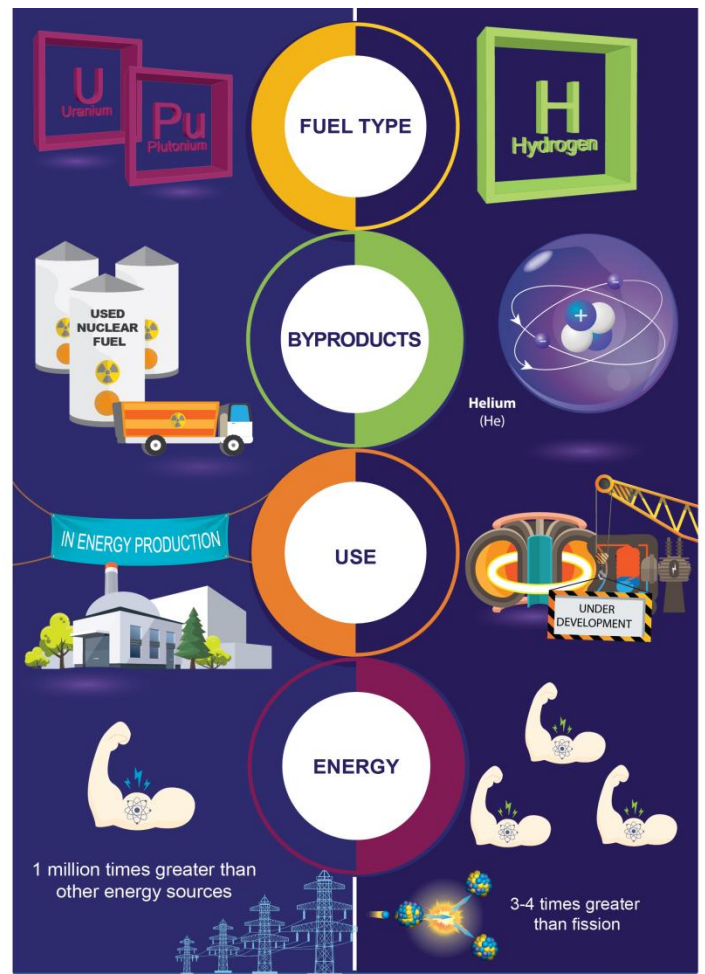 U
Uranium
Pu
Plutonium
FUEL TYPE
H
Hydrogen
USED
NUCLEAR
FUEL
BYPRODUCTS
+
Helium
(He)
IN ENERGY PRODUCTION
USE
UNDER
DEVELOPMENT
ENERGY
1 million times greater than
other energy sources
3-4 times greater
than fission